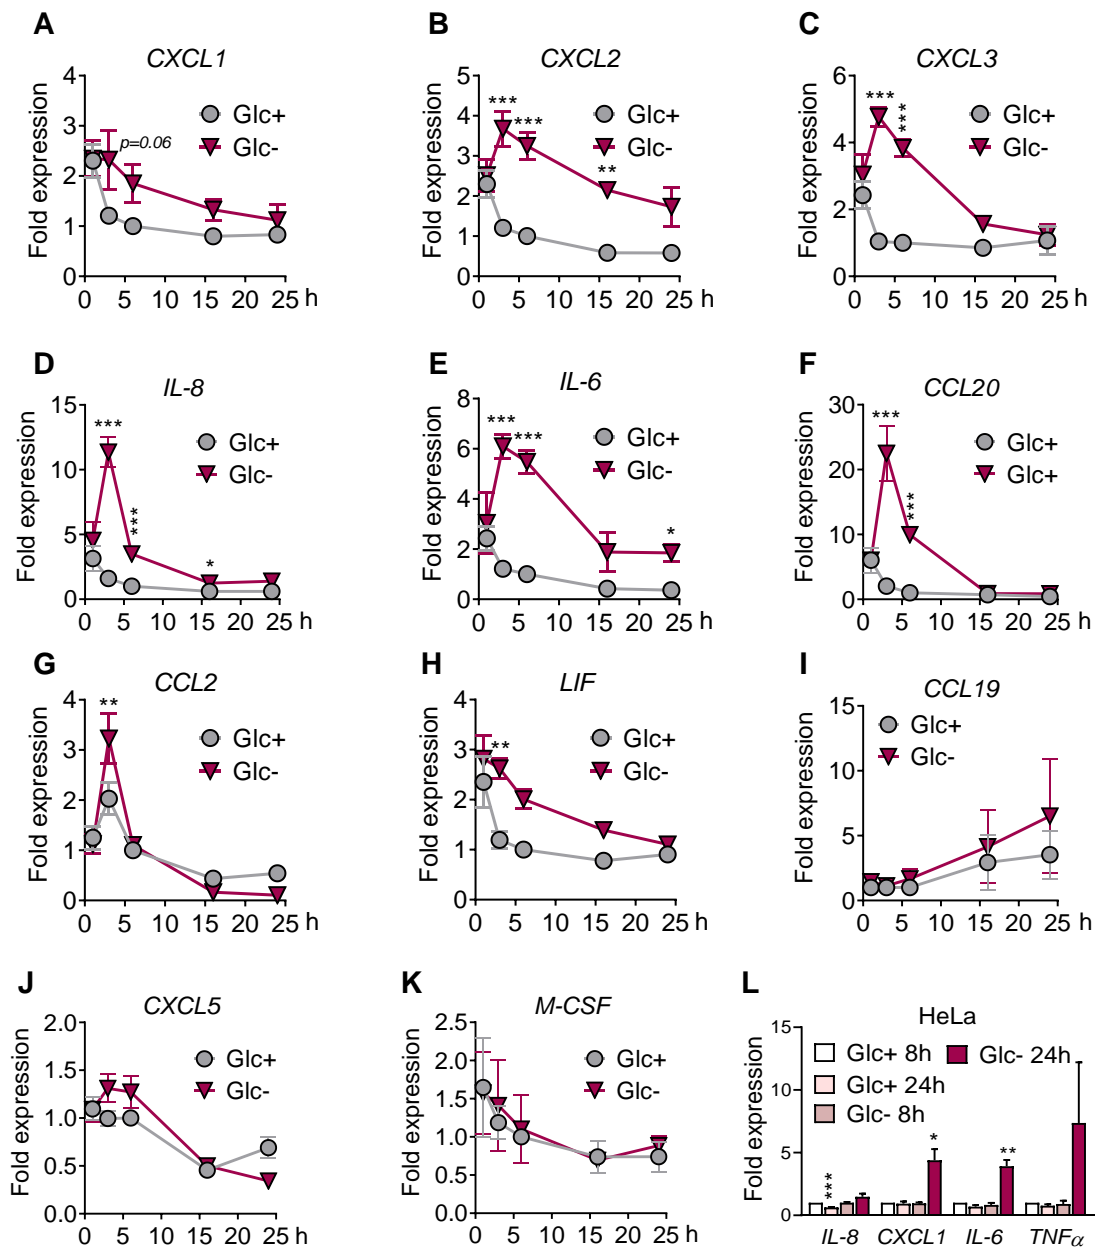 A
CXCL1
Fold expression
4
3
2
1
0
p=0.06
Glc+
Glc-
0 5 10 15 20 25 h
B
CXCL2
Fold expression
5
4
3
2
1
0
*** ***
**
Glc+
Glc-
0 5 10 15 20 25 h
C
CXCL3
Fold expression
6
4
2
0
*** ***
Glc+
Glc-
0 5 10 15 20 25 h
D
IL-8
Fold expression
15
10
5
0
***
***
*
Glc+
Glc-
0 5 10 15 20 25 h
E
IL-6
Fold expression
8
6
4
2
0
*** ***
*
Glc+
Glc-
0 5 10 15 20 25 h
F
CCL20
Fold expression
30
20
10
0
***
***
Glc+
Glc+
0 5 10 15 20 25 h
G
CCL2
Fold expression
4
3
2
1
0
**
Glc+
Glc-
0 5 10 15 20 25 h
H
LIF
Fold expression
4
3
2
1
0
**
Glc+
Glc-
0 5 10 15 20 25 h
I
CCL19
Fold expression
15
10
5
0
Glc+
Glc-
0 5 10 15 20 25 h
J
CXCL5
Fold expression
2.0
1.5
1.0
0.5
0.0
Glc+
Glc-
0 5 10 15 20 25 h
K
M-CSF
Fold expression
2.5
2.0
1.5
1.0
0.5
0.0
Glc+
Glc-
0 5 10 15 20 25 h
L
HeLa
Fold expression
15
10
5
0
Glc+ 8h Glc- 24h
Glc+ 24h
Glc- 8h
***
*
**
IL-8 CXCL1 IL-6 TNFα